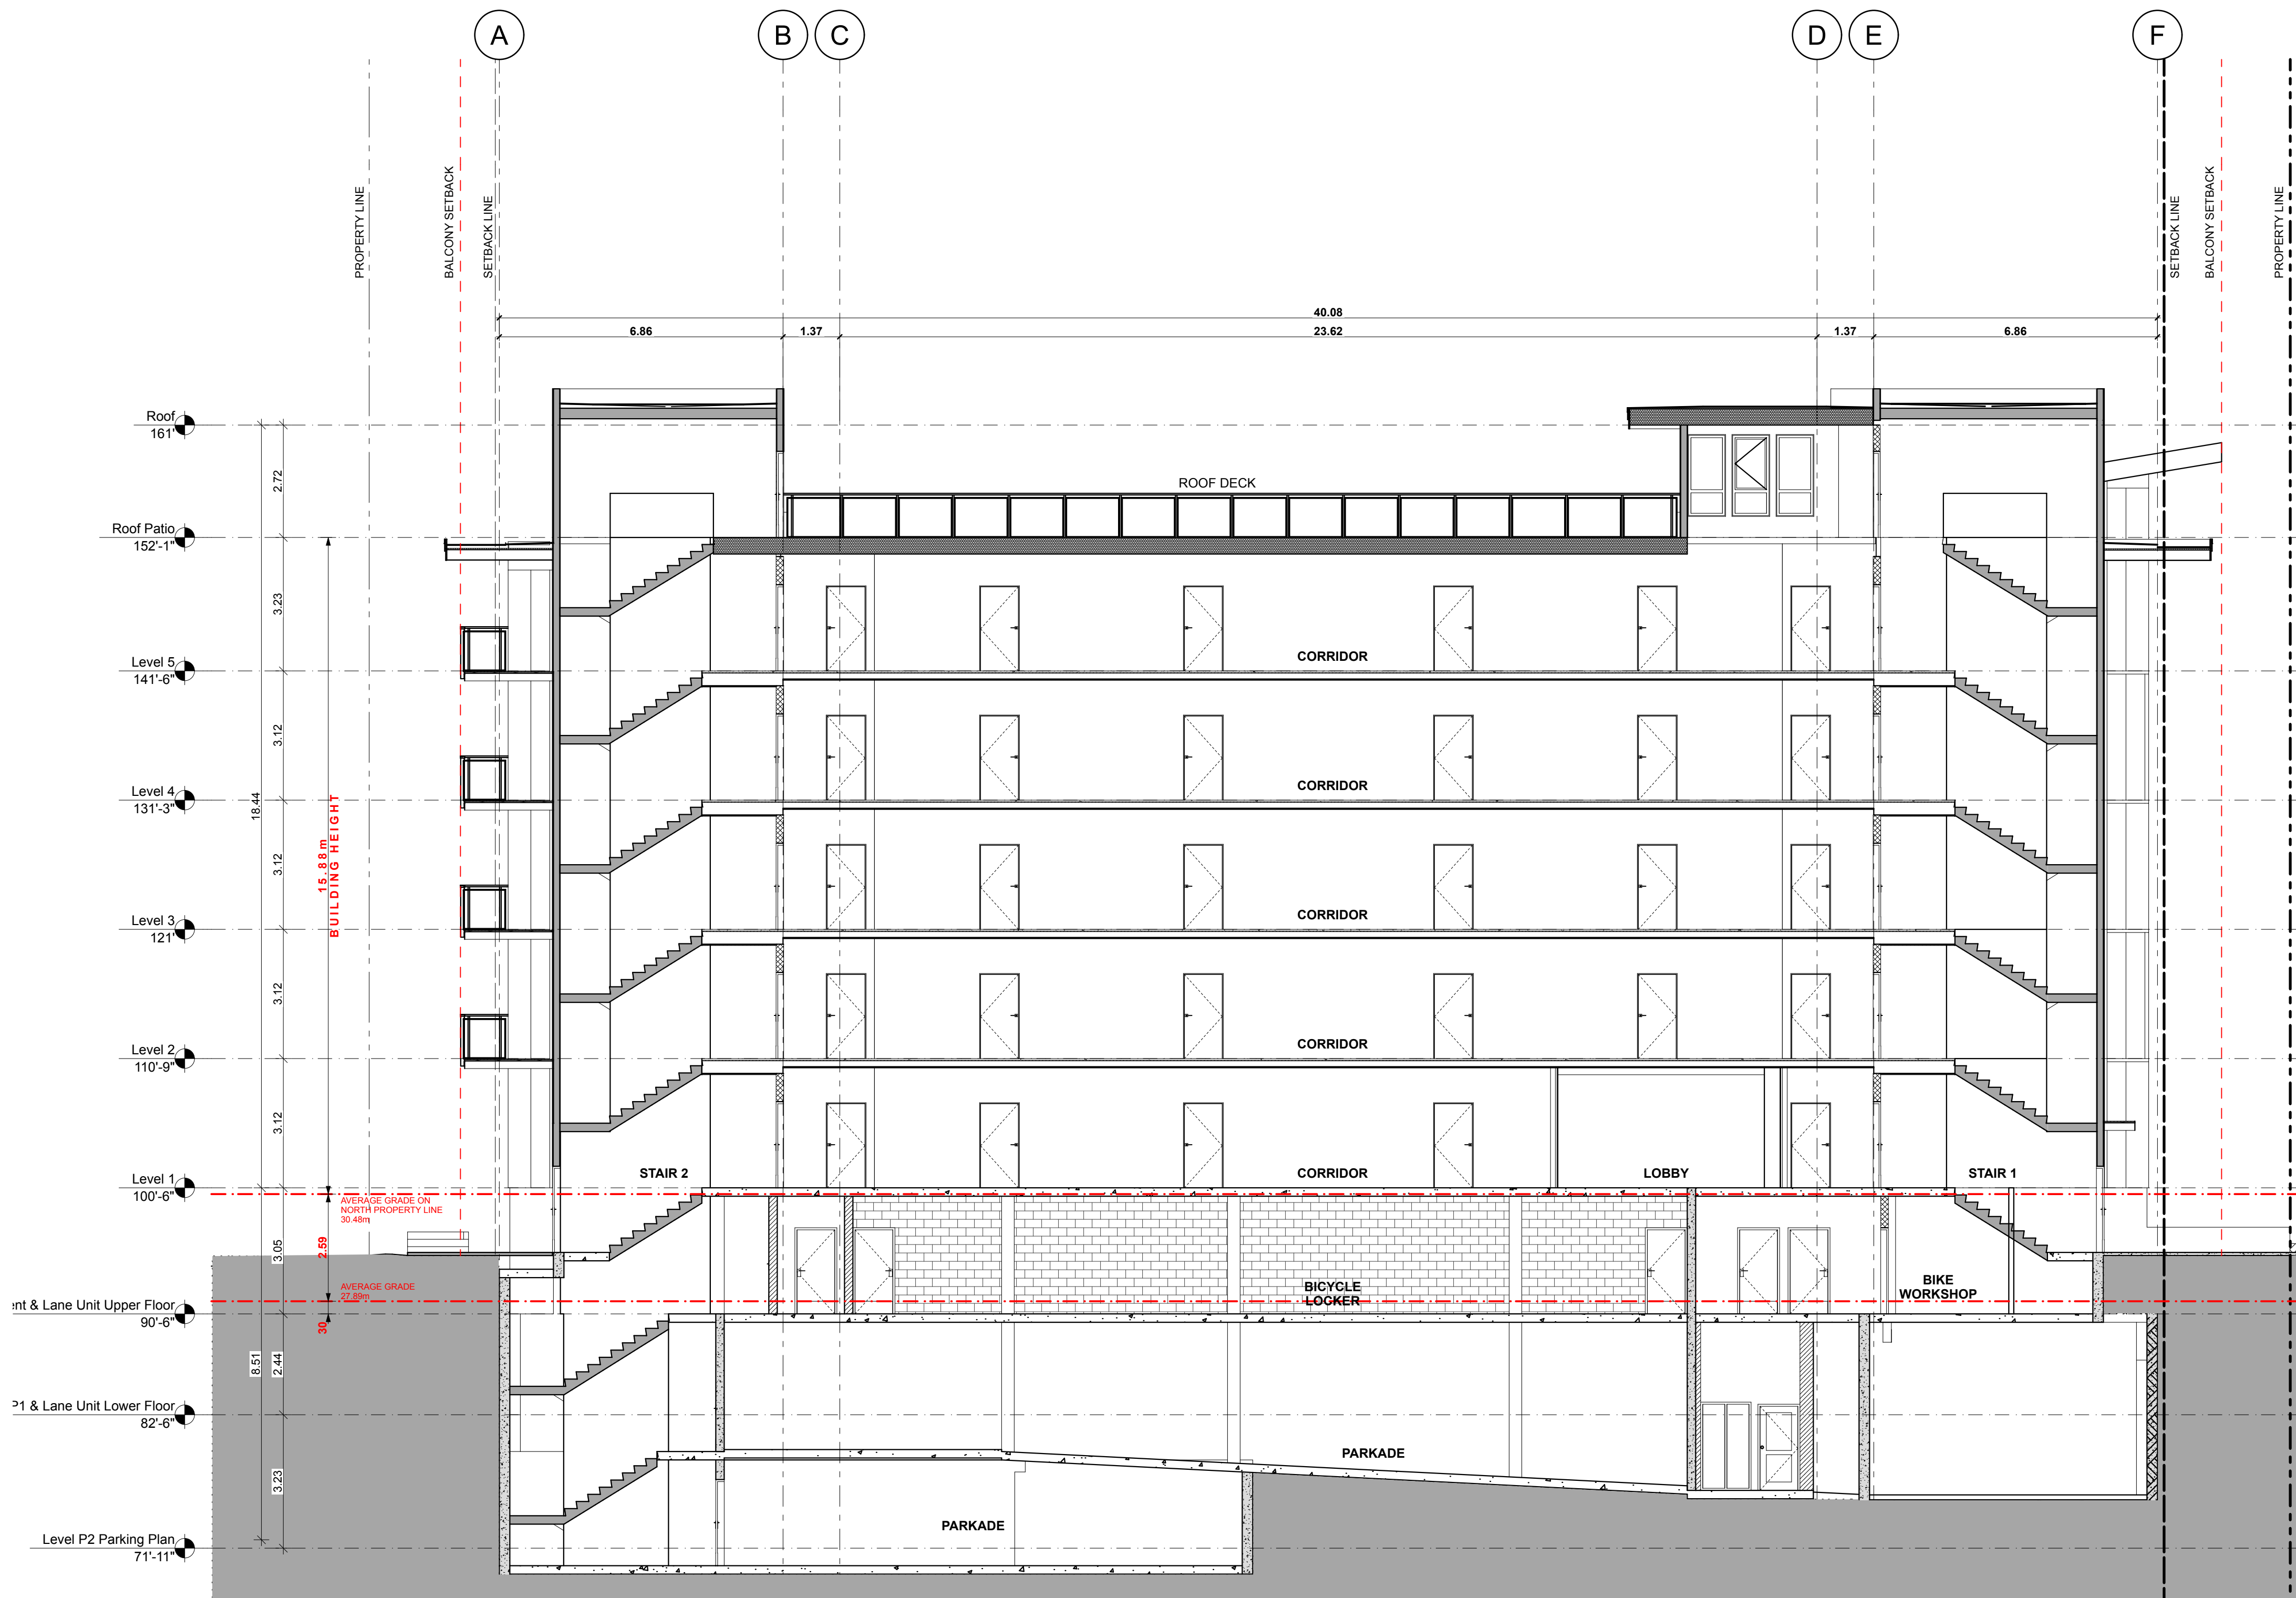 A
B
C
D
E
F
PROPERTY LINE
BALCONY SETBACK
SETBACK LINE
SETBACK LINE
BALCONY SETBACK
PROPERTY LINE
40.08
6.86
1.37
23.62
1.37
6.86
Roof
161'
2.72
ROOF DECK
Roof Patio
152'-1"
3.23
Level 5
141'-6"
CORRIDOR
3.12
Level 4
131'-3"
CORRIDOR
18.44
15.88m
BUILDING HEIGHT
3.12
Level 3
121'
CORRIDOR
3.12
Level 2
110'-9"
CORRIDOR
3.12
Level 1
100'-6"
STAIR 2
CORRIDOR
LOBBY
STAIR 1
AVERAGE GRADE ON
NORTH PROPERTY LINE
30.48m
3.05
2.59
AVERAGE GRADE
27.89m
BICYCLE
LOCKER
BIKE
WORKSHOP
nt & Lane Unit Upper Floor
90'-6"
30
8.51
2.44
P1 & Lane Unit Lower Floor
82'-6"
PARKADE
3.23
PARKADE
Level P2 Parking Plan
71'-11"